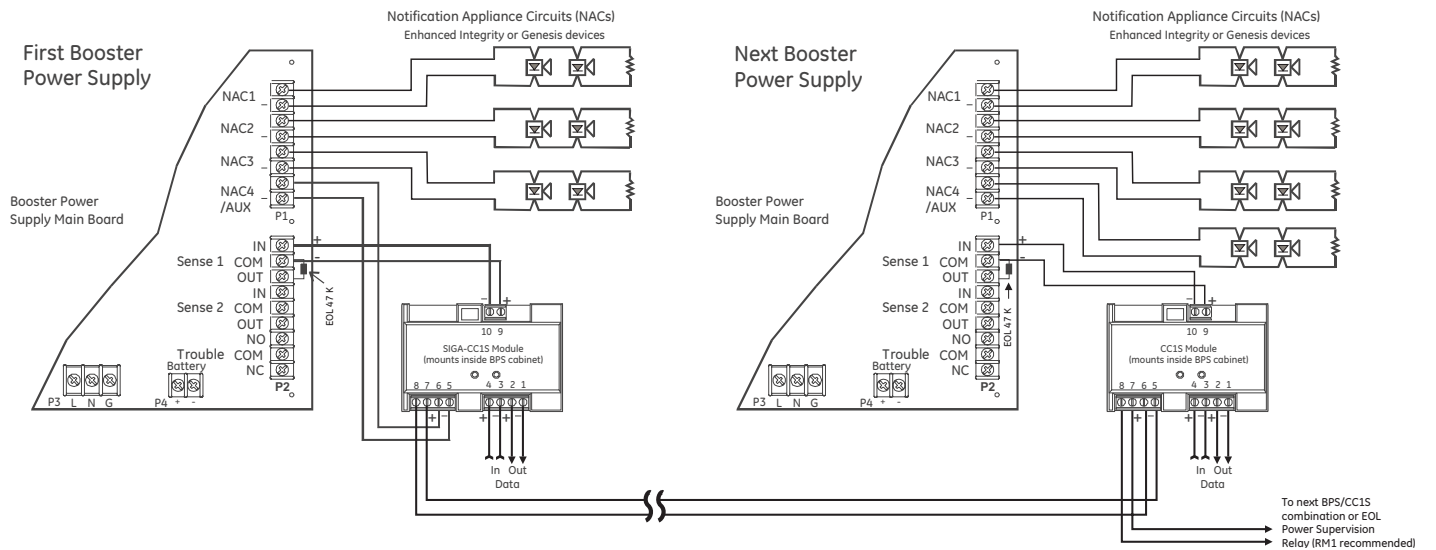 Notification Appliance Circuits (NACs)
Enhanced Integrity or Genesis devices
First Booster
Power Supply
NAC1
–
NAC2
–
NAC3
–
NAC4
/AUX
–
P1
Booster Power
Supply Main Board
IN
+
Sense 1
COM
-
OUT
EOL 47 K
IN
Sense 2
COM
OUT
NO
Trouble
COM
NC
Battery
P2
P3 L N G
P4 + -
10 9
– +
SIGA-CC1S Module
(mounts inside BPS cabinet)
8 7 6 5 4 3 2 1
+ – + – + –
In Out
Data
Notification Appliance Circuits (NACs)
Enhanced Integrity or Genesis devices
Next Booster
Power Supply
NAC1
–
NAC2
–
NAC3
–
NAC4
/AUX
–
P1
Booster Power
Supply Main Board
IN
+
Sense 1
COM
-
OUT
EOL 47 K
IN
Sense 2
COM
OUT
NO
Trouble
COM
NC
Battery
P2
P3 L N G
P4 + -
– +
10 9
CC1S Module
(mounts inside BPS cabinet)
8 7 6 5 4 3 2 1
+ – + – + –
In Out
Data
To next BPS/CC1S
combination or EOL
Power Supervision
Relay (RM1 recommended)